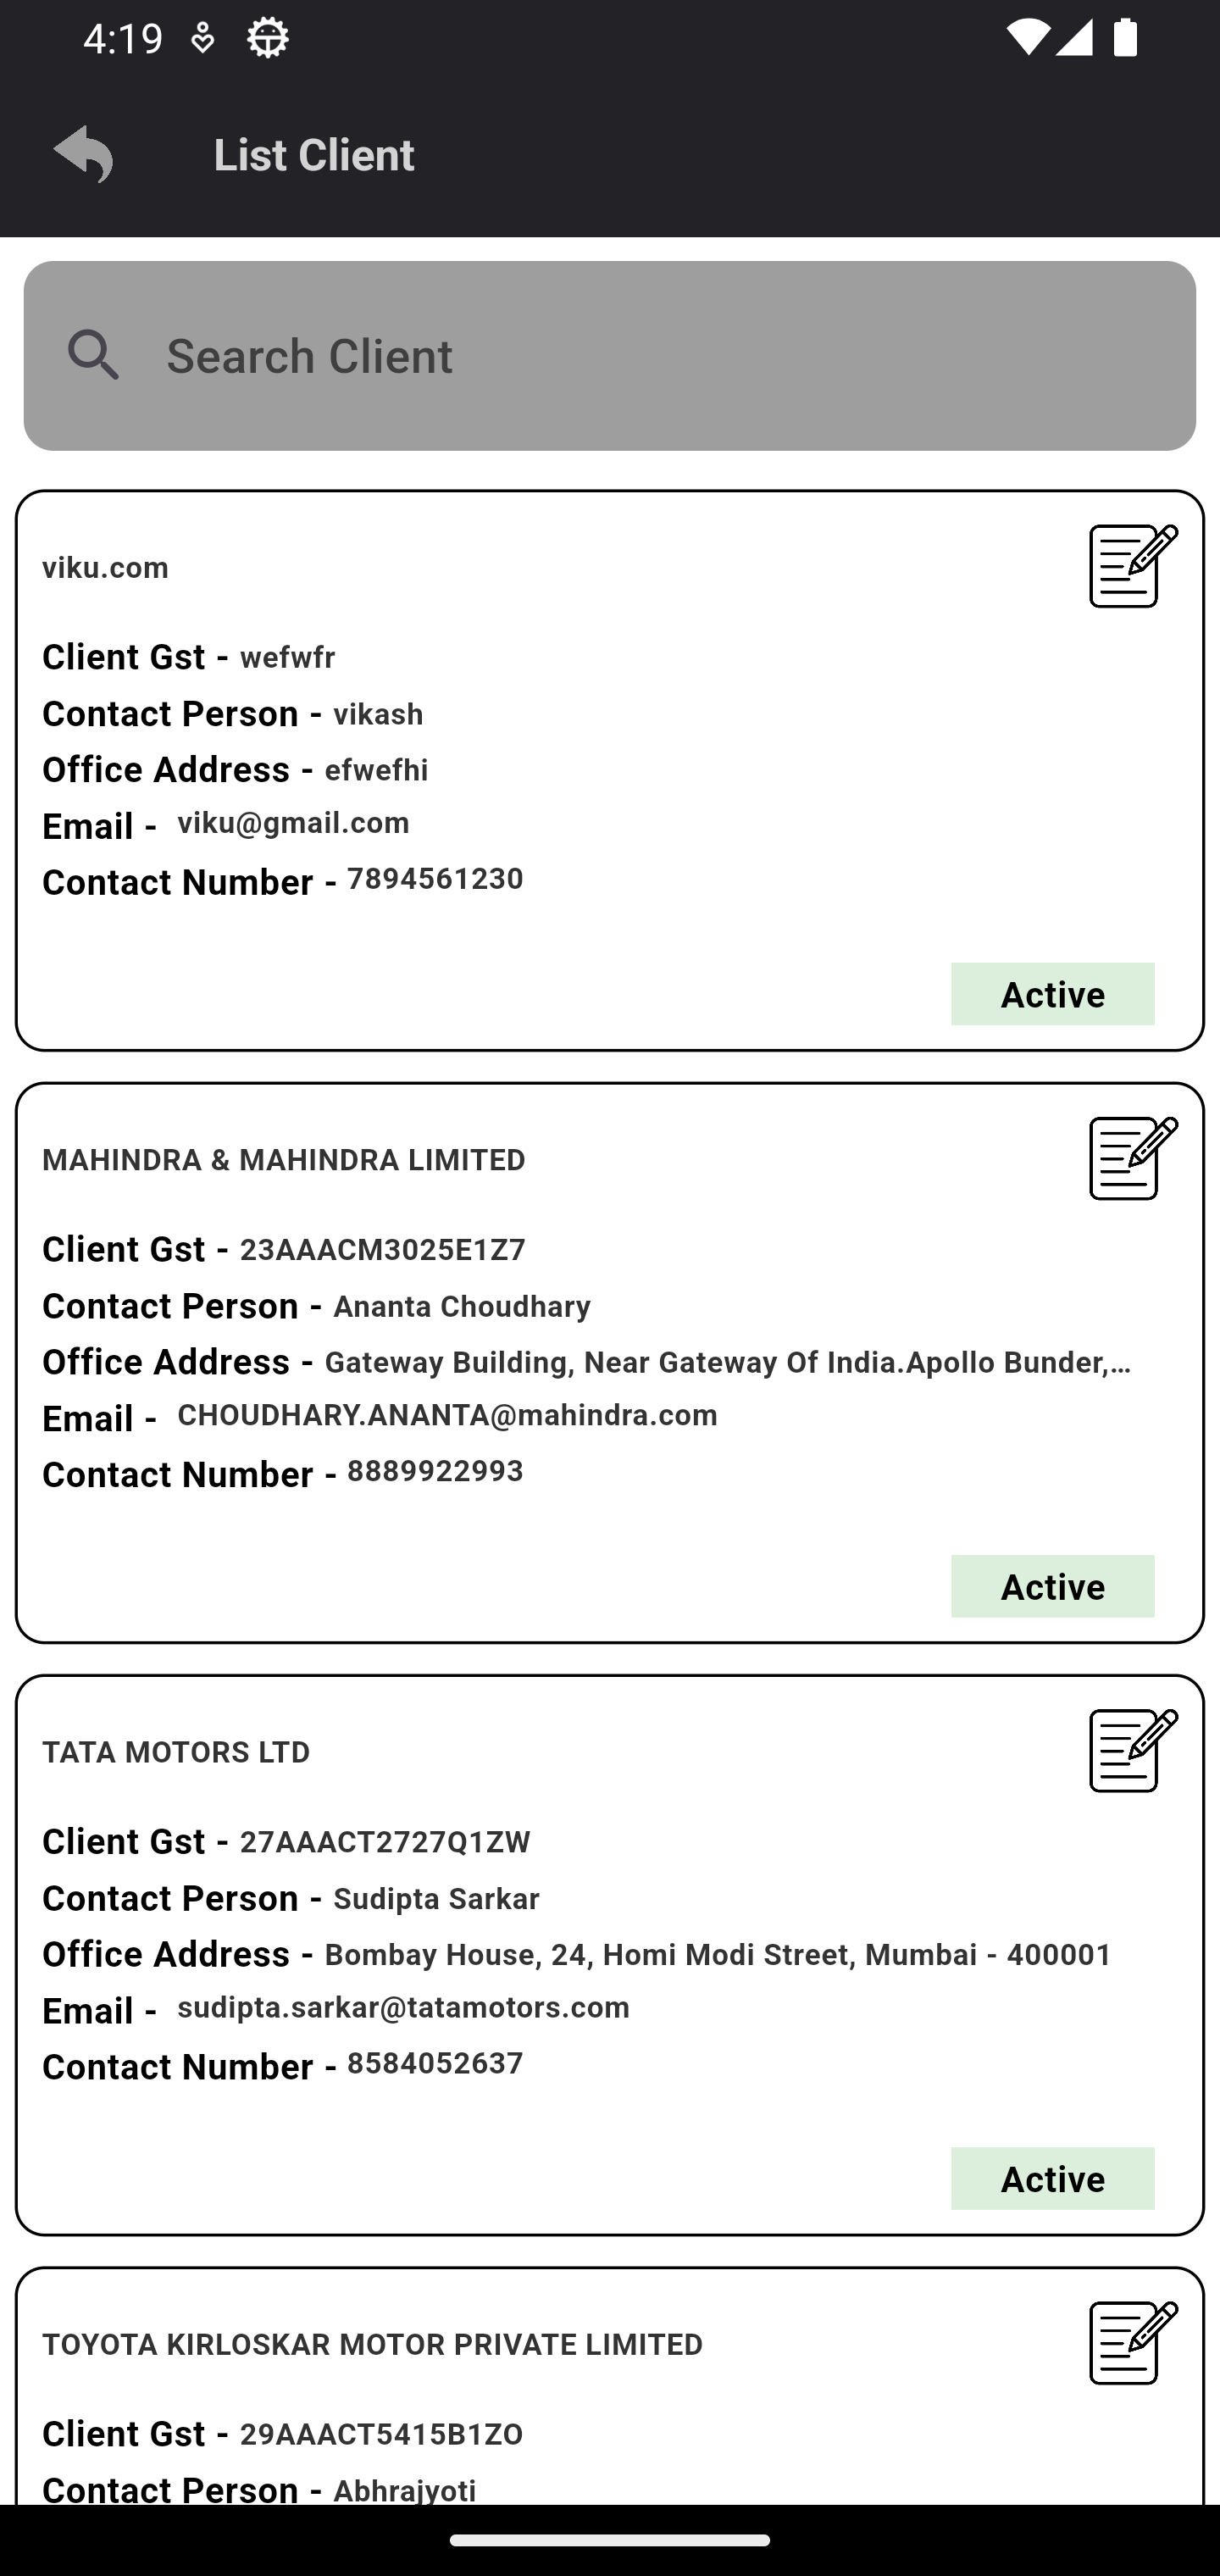 4:19
List Client
Search Client
viku.com
Client Gst - wefwfr
Contact Person - vikash
Office Address - efwefhi
Email - viku@gmail.com
Contact Number - 7894561230
Active
MAHINDRA & MAHINDRA LIMITED
Client Gst - 23AAACM3025E1Z7
Contact Person - Ananta Choudhary
Office Address - Gateway Building, Near Gateway Of India.Apollo Bunder,...
Email - CHOUDHARY.ANANTA@mahindra.com
Contact Number - 8889922993
Active
TATA MOTORS LTD
Client Gst - 27AAACT2727Q1ZW
Contact Person - Sudipta Sarkar
Office Address - Bombay House, 24, Homi Modi Street, Mumbai - 400001
Email - sudipta.sarkar@tatamotors.com
Contact Number - 8584052637
Active
TOYOTA KIRLOSKAR MOTOR PRIVATE LIMITED
Client Gst - 29AAACT5415B1ZO
Contact Person - Abhrajyoti